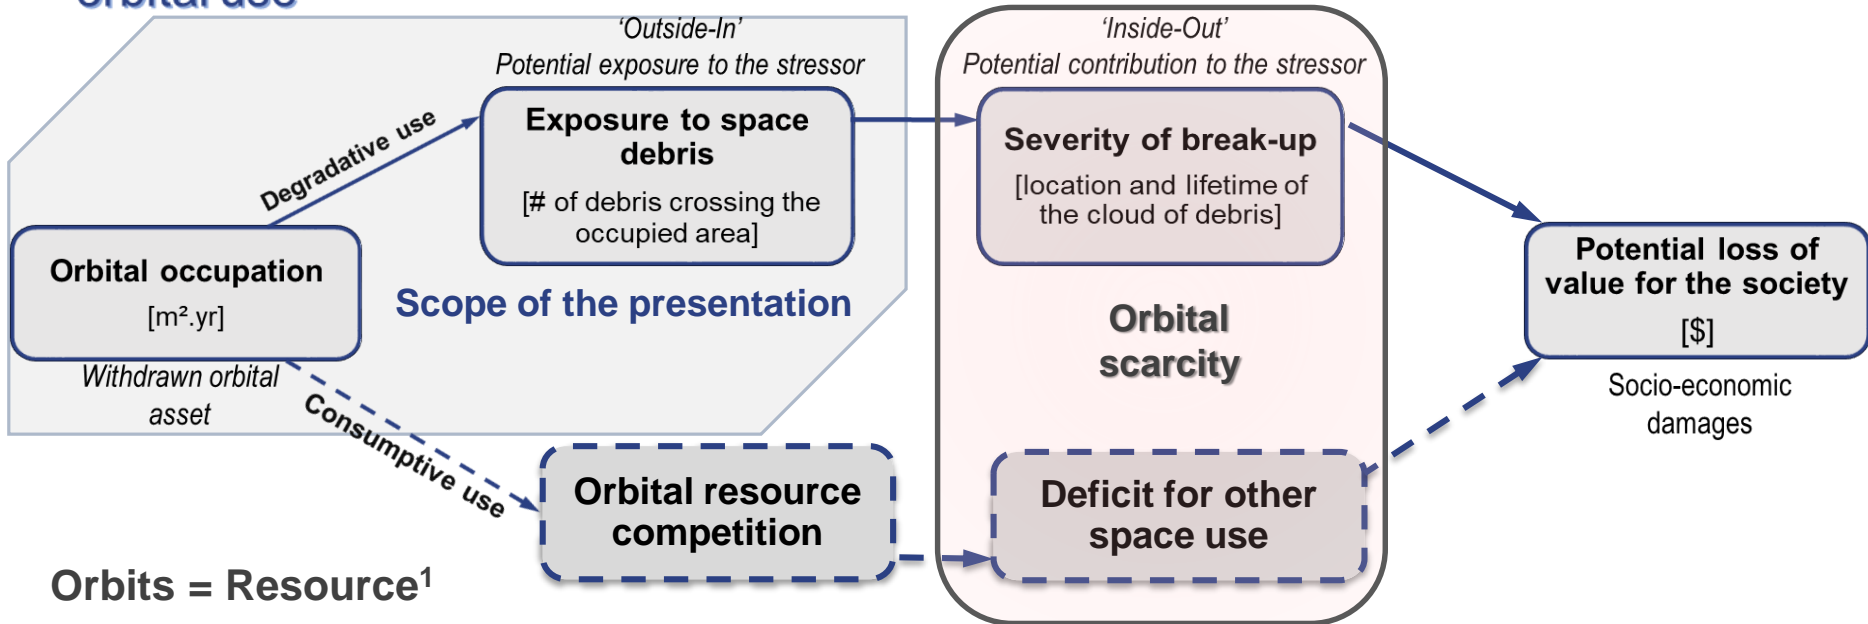 orbital use
'Outside-In'
Potential exposure to the stressor
'Inside-Out'
Potential contribution to the stressor
Degradative use
Exposure to space
debris
[# of debris crossing the
occupied area]
Severity of break-up
[location and lifetime of
the cloud of debris]
Orbital occupation
[m².yr]
Withdrawn orbital
asset
Scope of the presentation
Orbital
scarcity
Potential loss of
value for the society
[$]
Socio-economic
damages
Consumptive use
Orbital resource
competition
Deficit for other
space use
Orbits = Resource¹